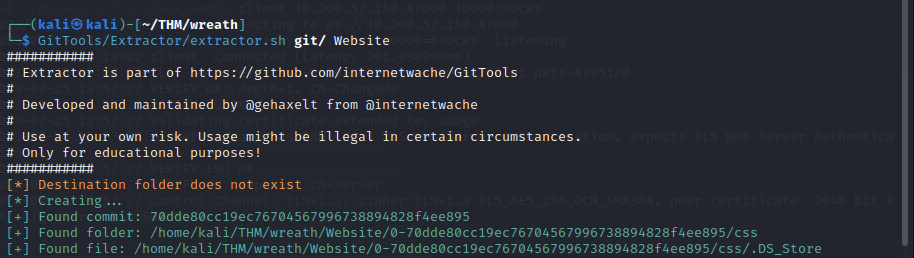 ┌──(kali㉿kali)-[~/THM/wreath]
└─$ GitTools/Extractor/extractor.sh git/ Website
###########
# Extractor is part of https://github.com/internetwache/GitTools
#
# Developed and maintained by @gehaxelt from @internetwache
#
# Use at your own risk. Usage might be illegal in certain circumstances.
# Only for educational purposes!
###########
[*] Destination folder does not exist
[*] Creating...
[+] Found commit: 70dde80cc19ec76704567996738894828f4ee895
[+] Found folder: /home/kali/THM/wreath/Website/0-70dde80cc19ec76704567996738894828f4ee895/css
[+] Found file: /home/kali/THM/wreath/Website/0-70dde80cc19ec76704567996738894828f4ee895/css/.DS_Store